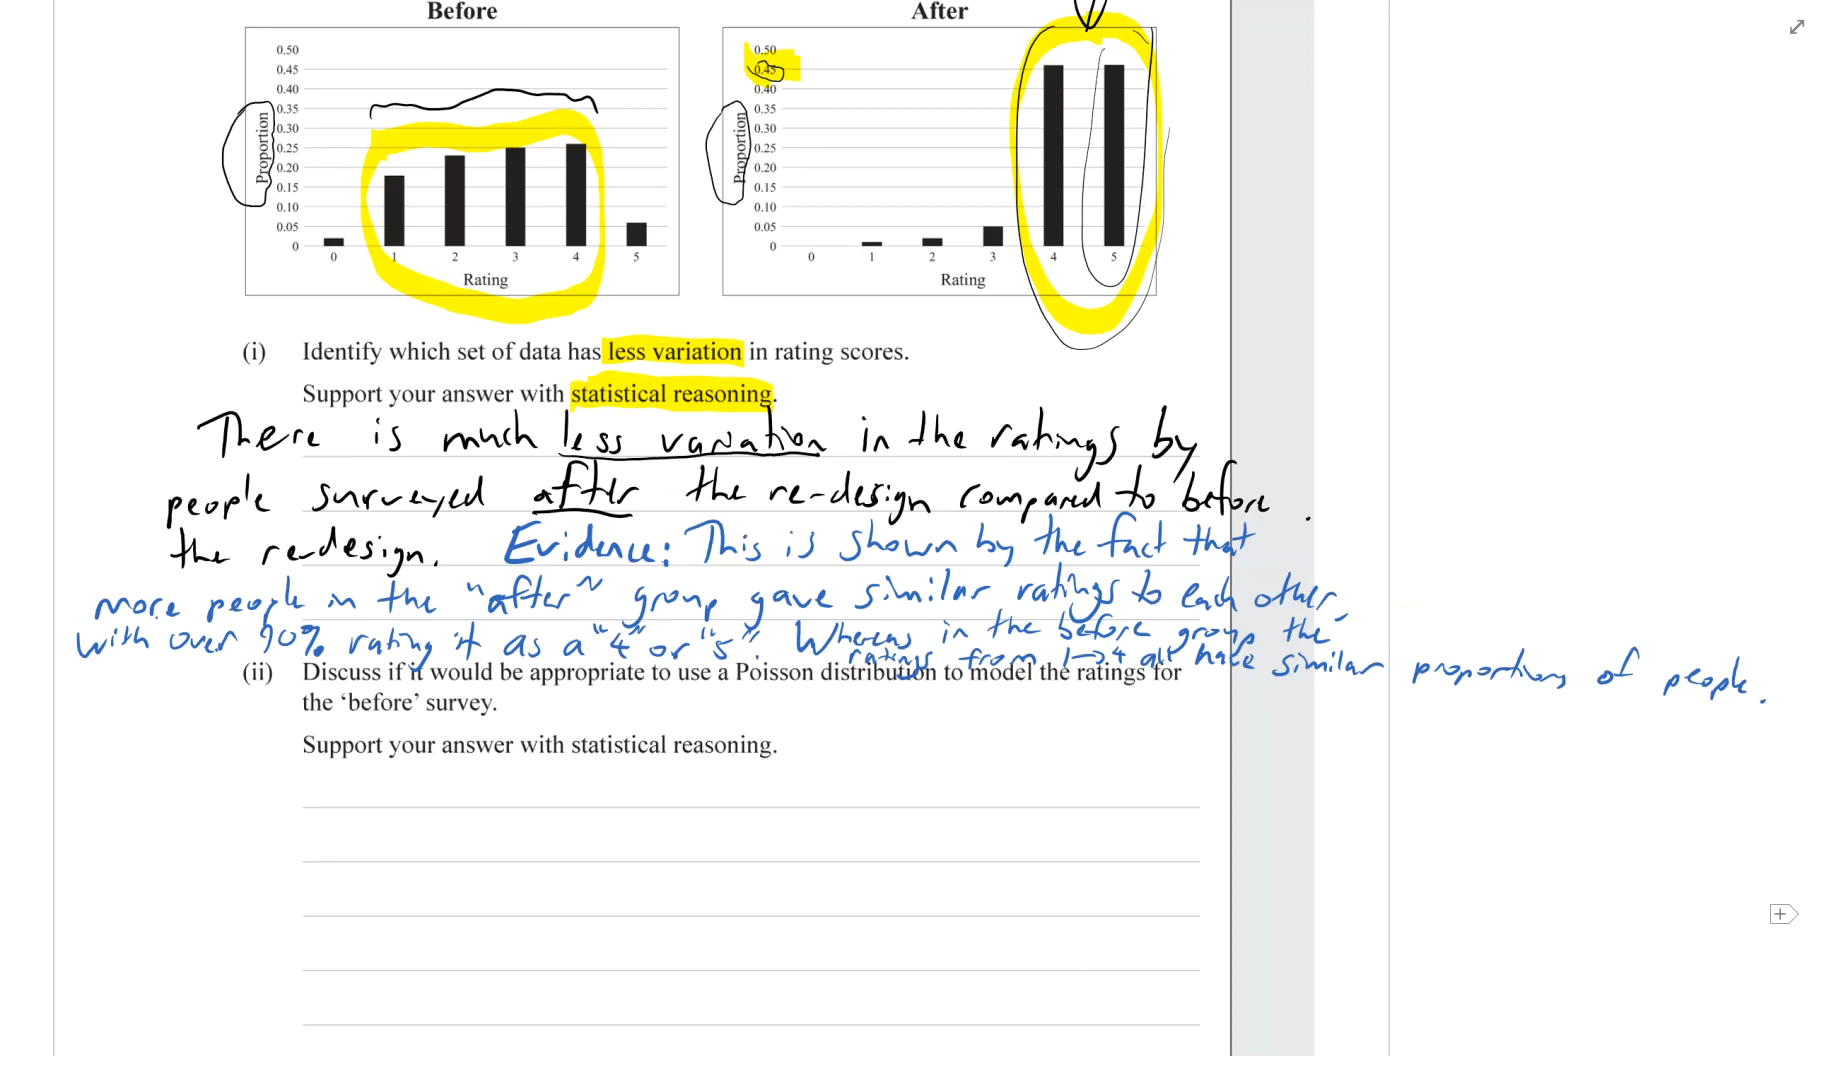 Before After
0.50
0.45
0.40
0.35
0.30
0.25
0.20
0.15
0.10
0.05
0
Proportion
0 1 2 3 4 5
Rating
0.50
0.45
0.40
0.35
0.30
0.25
0.20
0.15
0.10
0.05
0
Proportion
0 1 2 3 4 5
Rating
(i) Identify which set of data has less variation in rating scores.
Support your answer with statistical reasoning.
There is much less variation in the ratings by
people surveyed after the re-design compared to before
the re-design. Evidence: This is shown by the fact that
more people in the "after" group gave similar ratings to each other,
with over 90% rating it as a "4" or "5". Whereas in the before group the
ratings from 1→4 all have similar proportions of people.
(ii) Discuss if it would be appropriate to use a Poisson distribution to model the ratings for
the ‘before’ survey.
Support your answer with statistical reasoning.